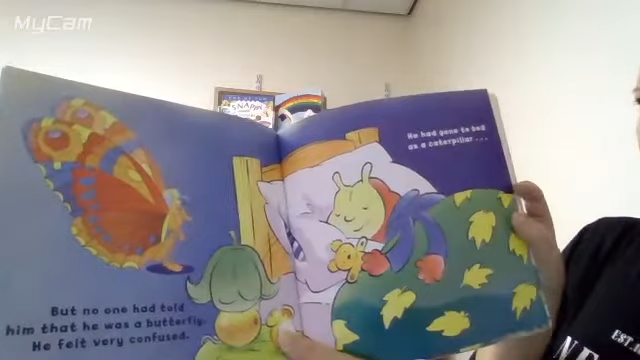 MyCam
SNAPPY
But no one had told
him that he was a butterfly.
He felt very confused.
He had gone to bed
as a caterpillar...